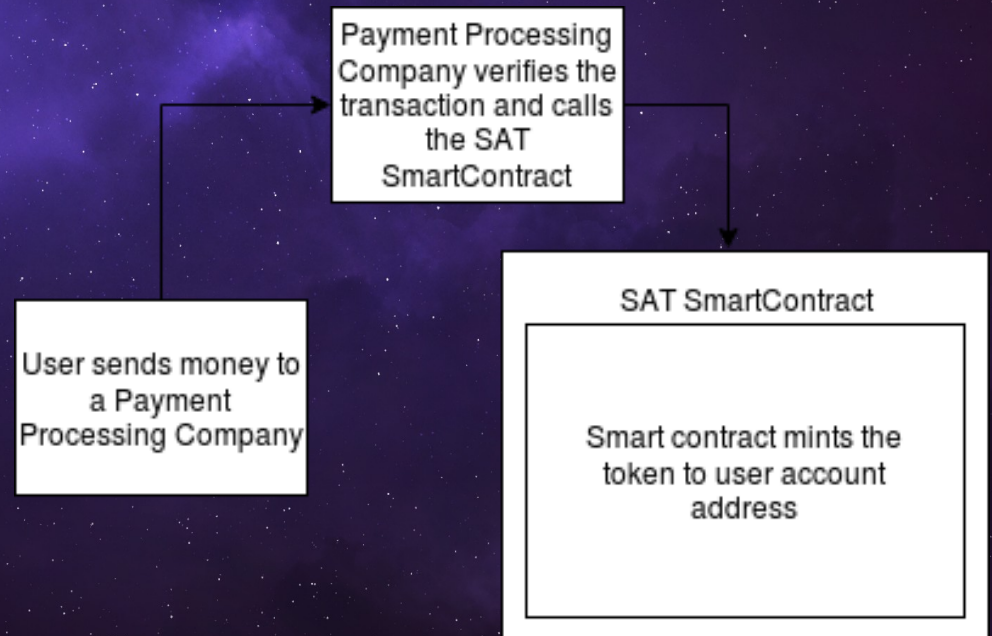 Payment Processing
Company verifies the
transaction and calls
the SAT
SmartContract
User sends money to
a Payment
Processing Company
SAT SmartContract
Smart contract mints the
token to user account
address